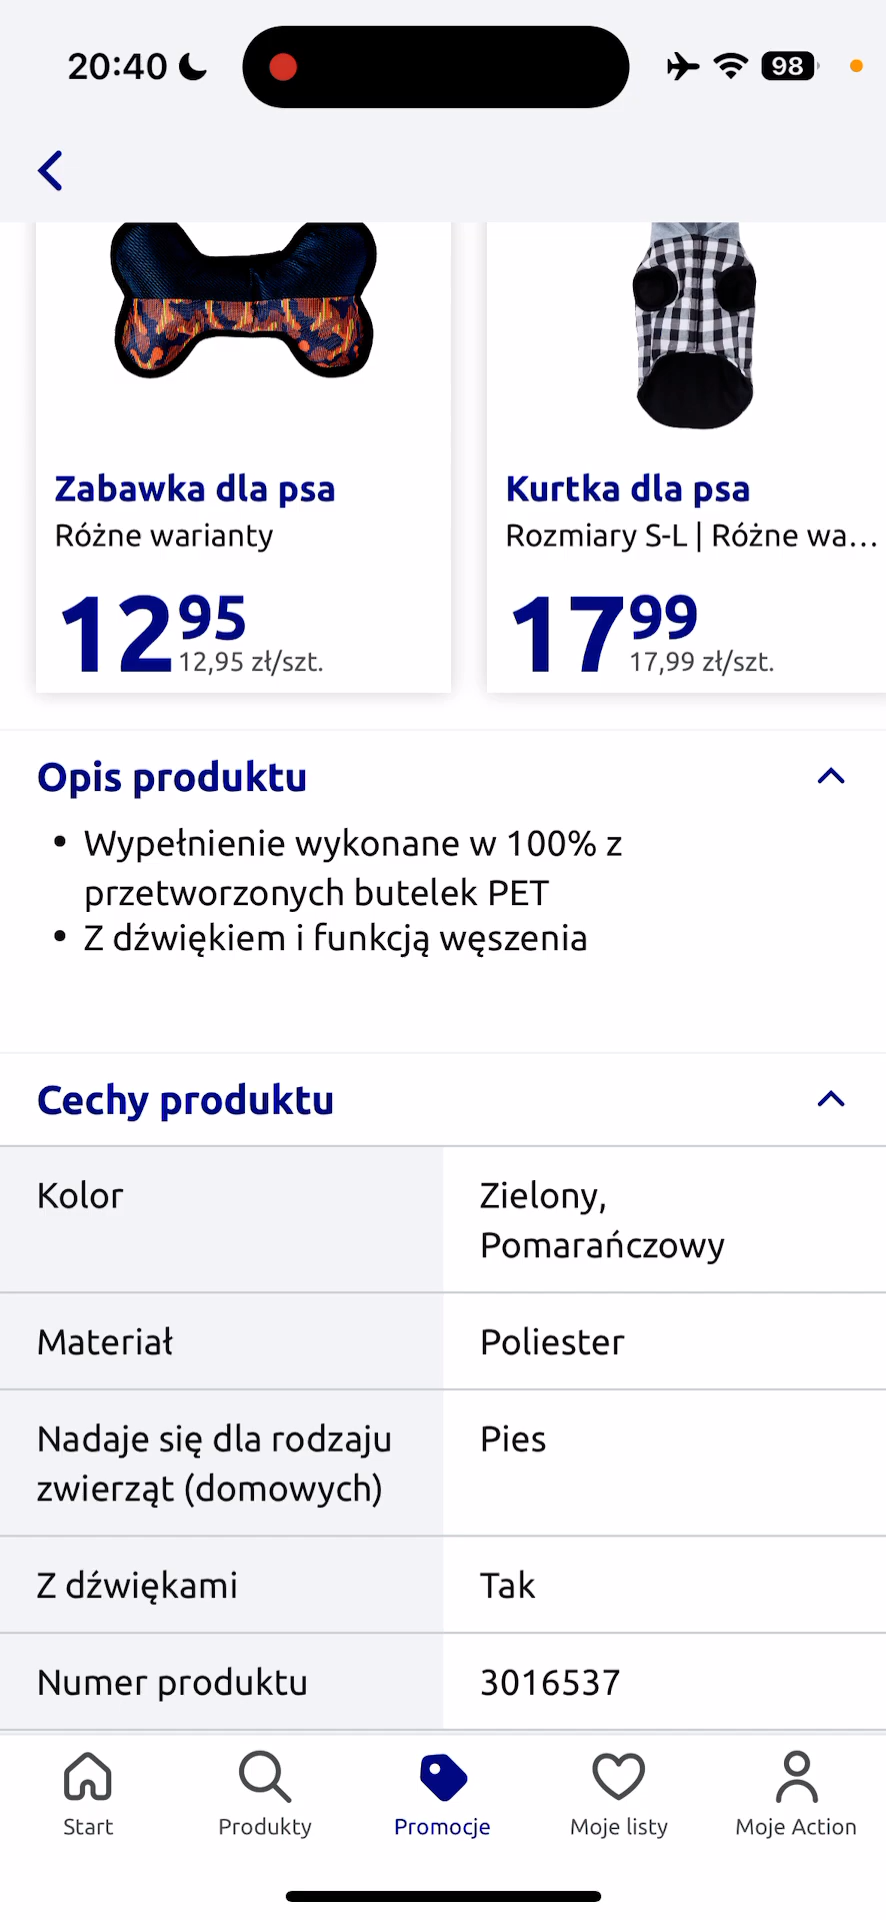 20:40
98
Zabawka dla psa
Różne warianty
12 95
12,95 zł/szt.
Kurtka dla psa
Rozmiary S-L | Różne wa...
17 99
17,99 zł/szt.
Opis produktu
• Wypełnienie wykonane w 100% z
przetworzonych butelek PET
• Z dźwiękiem i funkcją węszenia
Cechy produktu
Kolor
Zielony,
Pomarańczowy
Materiał
Poliester
Nadaje się dla rodzaju
zwierząt (domowych)
Pies
Z dźwiękami
Tak
Numer produktu
3016537
Start
Produkty
Promocje
Moje listy
Moje Action